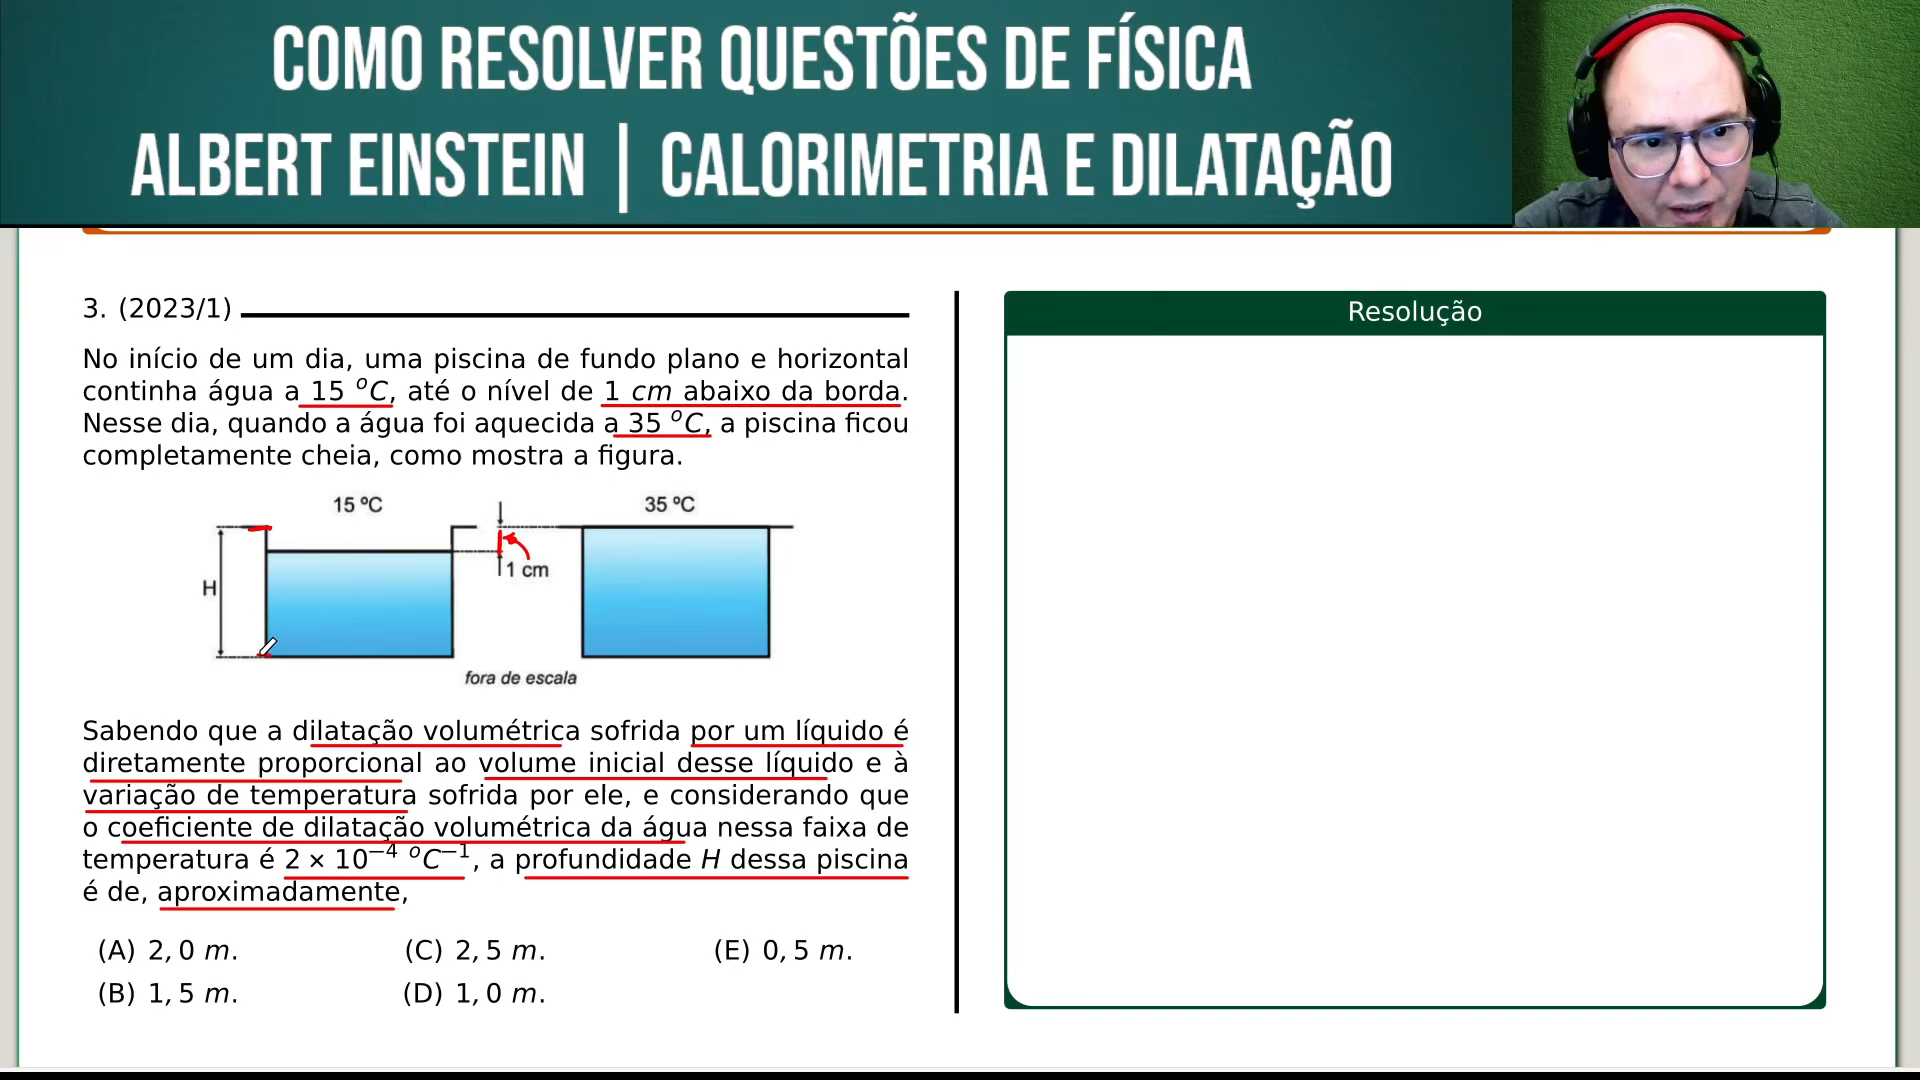 COMO RESOLVER QUESTÕES DE FÍSICA
ALBERT EINSTEIN | CALORIMETRIA E DILATAÇÃO
3. (2023/1)
No início de um dia, uma piscina de fundo plano e horizontal
continha água a 15 °C, até o nível de 1 cm abaixo da borda.
Nesse dia, quando a água foi aquecida a 35 °C, a piscina ficou
completamente cheia, como mostra a figura.
15 ºC
35 ºC
H
1 cm
fora de escala
Sabendo que a dilatação volumétrica sofrida por um líquido é
diretamente proporcional ao volume inicial desse líquido e à
variação de temperatura sofrida por ele, e considerando que
o coeficiente de dilatação volumétrica da água nessa faixa de
temperatura é 2 × 10⁻⁴ °C⁻¹, a profundidade H dessa piscina
é de, aproximadamente,
(A) 2, 0 m. (C) 2, 5 m. (E) 0, 5 m.
(B) 1, 5 m. (D) 1, 0 m.
Resolução